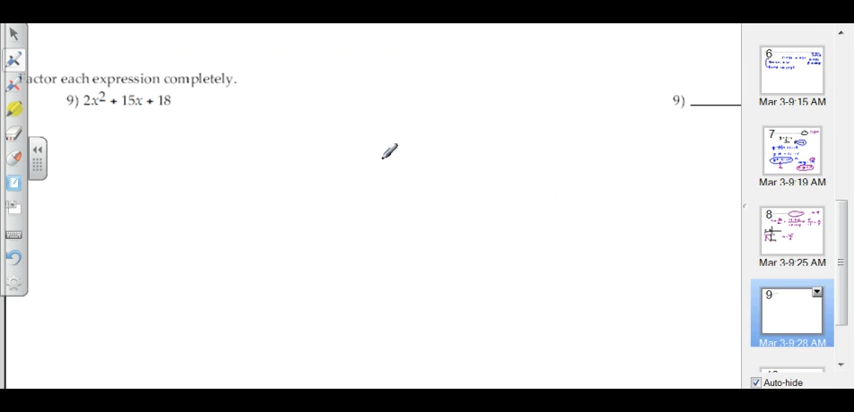 Factor each expression completely.
9) 2x² + 15x + 18
9)
6
Mar 3-9:15 AM
7
Mar 3-9:19 AM
8
Mar 3-9:25 AM
9
Mar 3-9:28 AM
Auto-hide